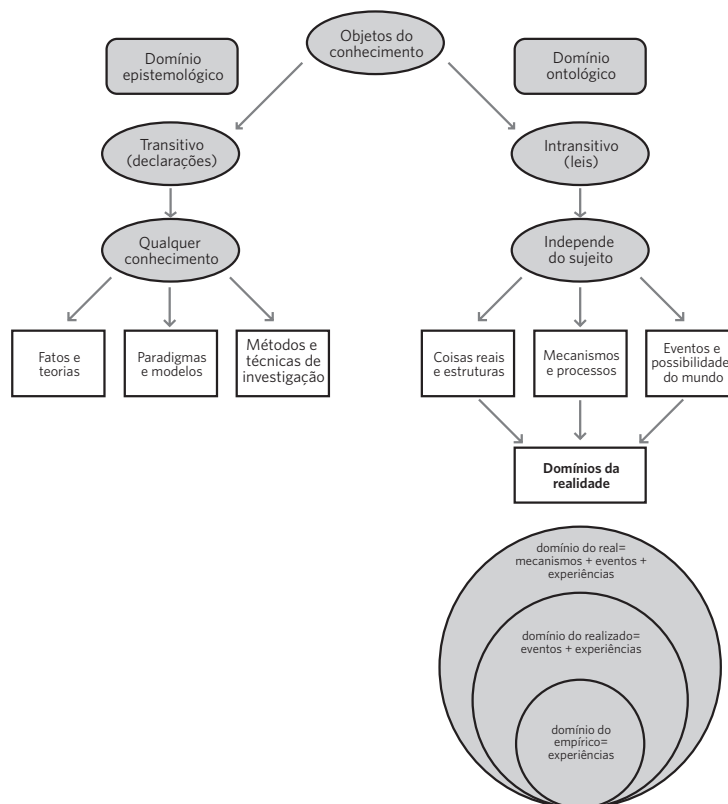 Objetos do
conhecimento
Domínio
epistemológico
Domínio
ontológico
Transitivo
(declarações)
Intransitivo
(leis)
Qualquer
conhecimento
Independe
do sujeito
Fatos e
teorias
Paradigmas
e modelos
Métodos e
técnicas de
investigação
Coisas reais
e estruturas
Mecanismos
e processos
Eventos e
possibilidade
do mundo
Domínios da
realidade
domínio do real=
mecanismos + eventos +
experiências
domínio do realizado=
eventos + experiências
domínio do
empírico=
experiências